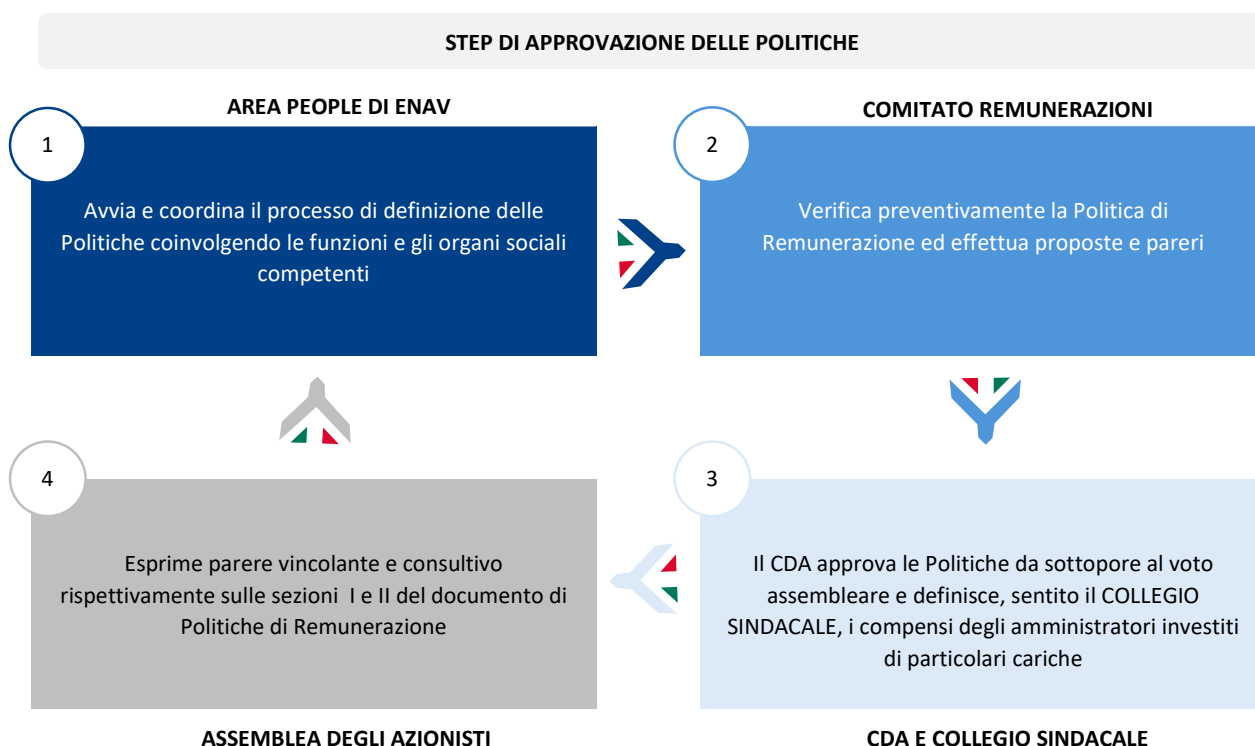 STEP DI APPROVAZIONE DELLE POLITICHE
AREA PEOPLE DI ENAV
1
Avvia e coordina il processo di definizione delle
Politiche coinvolgendo le funzioni e gli organi sociali
competenti
COMITATO REMUNERAZIONI
2
Verifica preventivamente la Politica di
Remunerazione ed effettua proposte e pareri
3
Il CDA approva le Politiche da sottopore al voto
assembleare e definisce, sentito il COLLEGIO
SINDACALE, i compensi degli amministratori investiti
di particolari cariche
CDA E COLLEGIO SINDACALE
4
Esprime parere vincolante e consultivo
rispettivamente sulle sezioni I e II del documento di
Politiche di Remunerazione
ASSEMBLEA DEGLI AZIONISTI